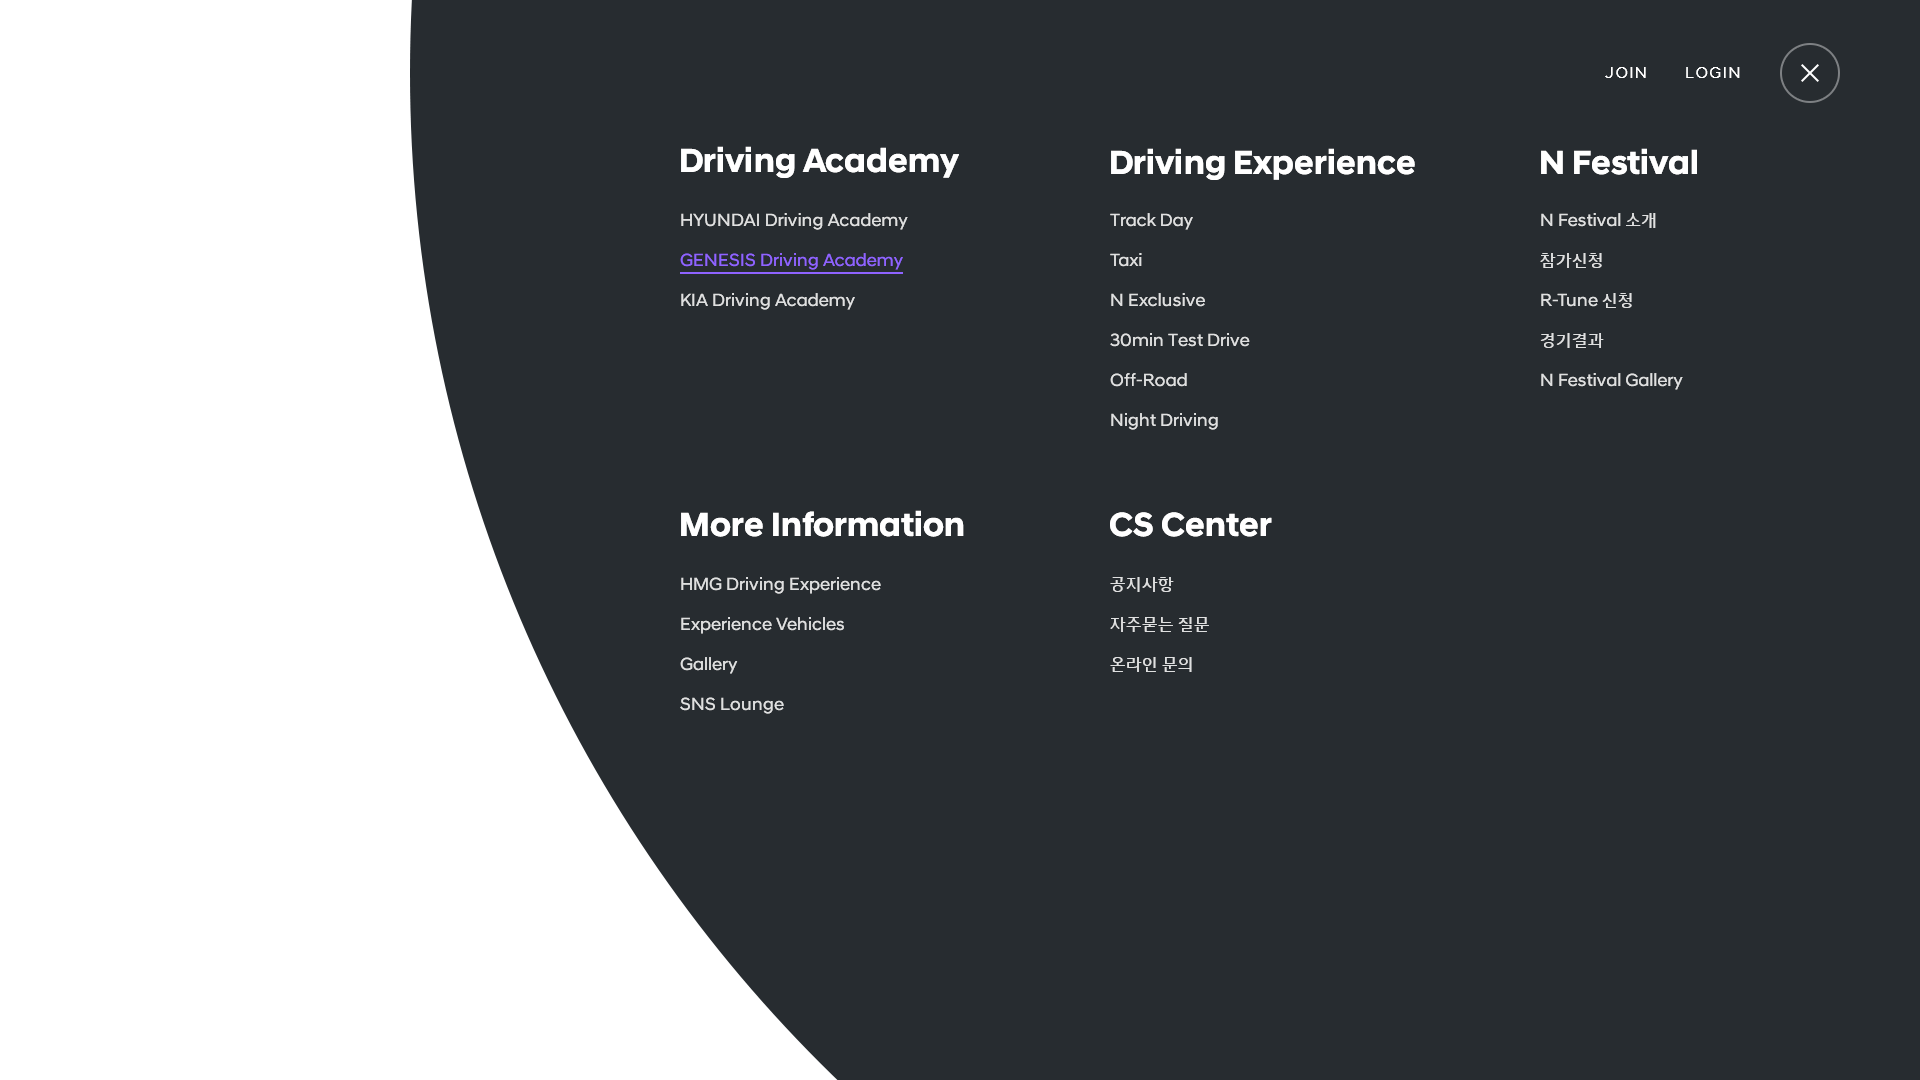 JOIN
LOGIN
Driving Academy
HYUNDAI Driving Academy
GENESIS Driving Academy
KIA Driving Academy
Driving Experience
Track Day
Taxi
N Exclusive
30min Test Drive
Off-Road
Night Driving
N Festival
N Festival 소개
참가신청
R-Tune 신청
경기결과
N Festival Gallery
More Information
HMG Driving Experience
Experience Vehicles
Gallery
SNS Lounge
CS Center
공지사항
자주묻는 질문
온라인 문의